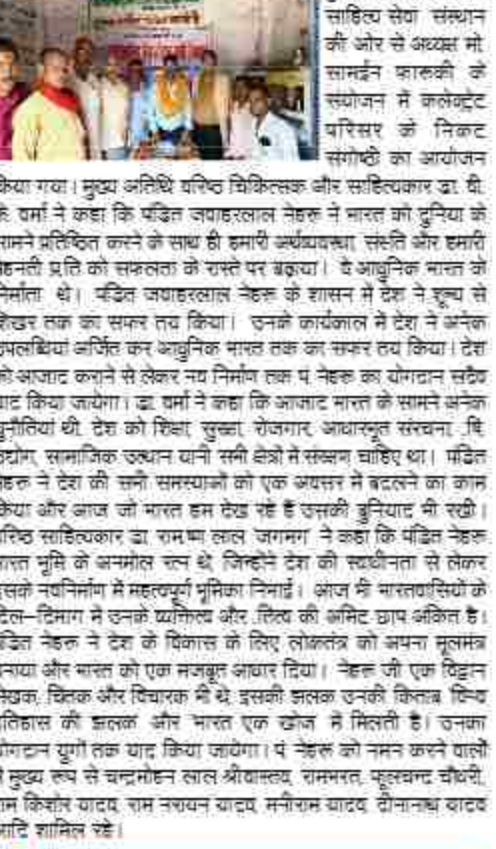 साहित्य सेवा संस्थान
की ओर से अध्यक्ष मो.
सामईन फारूकी के
संयोजन में कलेक्ट्रेट
परिसर के निकट
संगोष्ठी का आयोजन
किया गया। मुख्य अतिथि वरिष्ठ चिकित्सक और साहित्यकार डा. वी.
के. वर्मा ने कहा कि पंडित जवाहरलाल नेहरू ने भारत को दुनिया के
सामने प्रतिष्ठित करने के साथ ही हमारी अर्थव्यवस्था, संस्ति और हमारी
मेहनती प्रति को सफलता के रास्ते पर बढ़ाया। वे आधुनिक भारत के
निर्माता थे। पंडित जवाहरलाल नेहरू के शासन में देश ने शून्य से
शिखर तक का सफर तय किया। उनके कार्यकाल में देश ने अनेक
उपलब्धियां अर्जित कर आधुनिक भारत तक का सफर तय किया। देश
को आजाद कराने से लेकर नव निर्माण तक पं. नेहरू का योगदान सदैव
याद किया जायेगा। डा. वर्मा ने कहा कि आजाद भारत के सामने अनेक
चुनौतियां थी, देश को शिक्षा, सुरक्षा, रोजगार, आधारभूत संरचना, षि,
उद्योग, सामाजिक उत्थान यानी सभी क्षेत्रों में संरक्षण चाहिए था। पंडित
नेहरू ने देश की सभी समस्याओं को एक अवसर में बदलने का काम
किया और आज जो भारत हम देख रहे हैं उसकी बुनियाद भी रखी।
वरिष्ठ साहित्यकार डा. रामष्ण लाल 'जगमग' ने कहा कि पंडित नेहरू
भारत भूमि के अनमोल रत्न थे, जिन्होंने देश की स्वाधीनता से लेकर
उसके नवनिर्माण में महत्वपूर्ण भूमिका निभाई। आज भी भारतवासियों के
दिल–दिमाग में उनके व्यक्तित्व और .तित्व की अमिट छाप अंकित है।
पंडित नेहरू ने देश के विकास के लिए लोकतंत्र को अपना मूलमंत्र
बनाया और भारत को एक मजबूत आधार दिया। नेहरू जी एक विद्वान
लेखक, चिंतक और विचारक भी थे, इसकी झलक उनकी किताब 'विश्व
इतिहास की झलक' और 'भारत एक खोज' में मिलती है। उनका
योगदान युगों तक याद किया जायेगा। पं. नेहरू को नमन करने वालों
में मुख्य रूप से चन्द्रमोहन लाल श्रीवास्तव, रामभरत, फूलचन्द चौधरी,
राम किशोर यादव, राम नरायन यादव, मनीराम यादव, दीनानाथ यादव
आदि शामिल रहे।